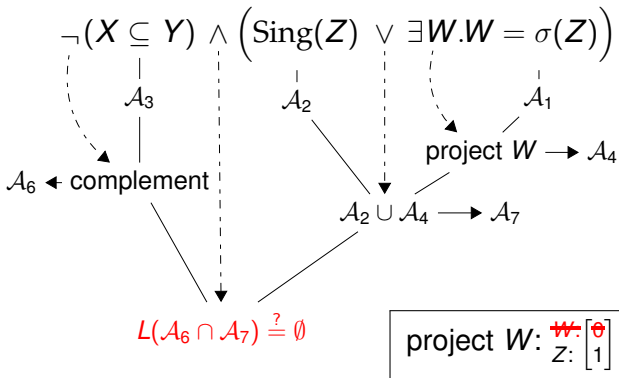 ¬(X ⊆ Y) ∧ (Sing(Z) ∨ ∃W.W = σ(Z))
A₃ A₂ A₁
project W A₄
A₆ complement
A₂ ∪ A₄ A₇
L(A₆ ∩ A₇) ≟ ∅
project W: W: [0]
Z: [1]